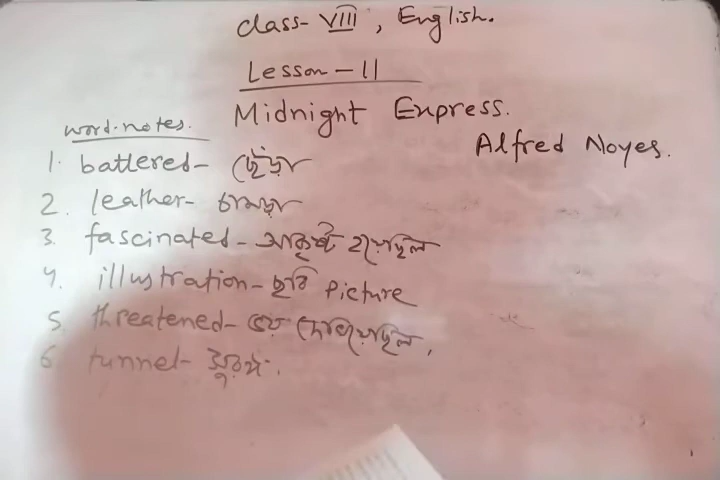 class- VIII, English.
Lesson-11
Midnight Express.
Alfred Noyes.
word-notes.
1. battered- ছেঁড়া
2. leather- চামড়া
3. fascinated- আকৃষ্ট হয়েছিল
4. illustration- ছবি Picture
5. threatened- ভয় দেখিয়েছিল,
6 tunnel- সুরঙ্গ.